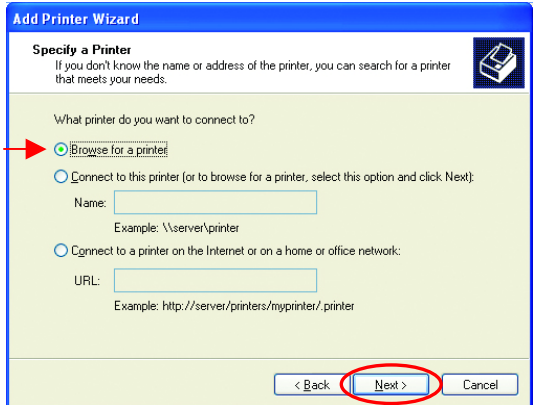 Add Printer Wizard
Specify a Printer
If you don't know the name or address of the printer, you can search for a printer
that meets your needs.
What printer do you want to connect to?
Browse for a printer
Connect to this printer (or to browse for a printer, select this option and click Next):
Name:
Example: \\server\printer
Connect to a printer on the Internet or on a home or office network:
URL:
Example: http://server/printers/myprinter/.printer
< Back Next > Cancel